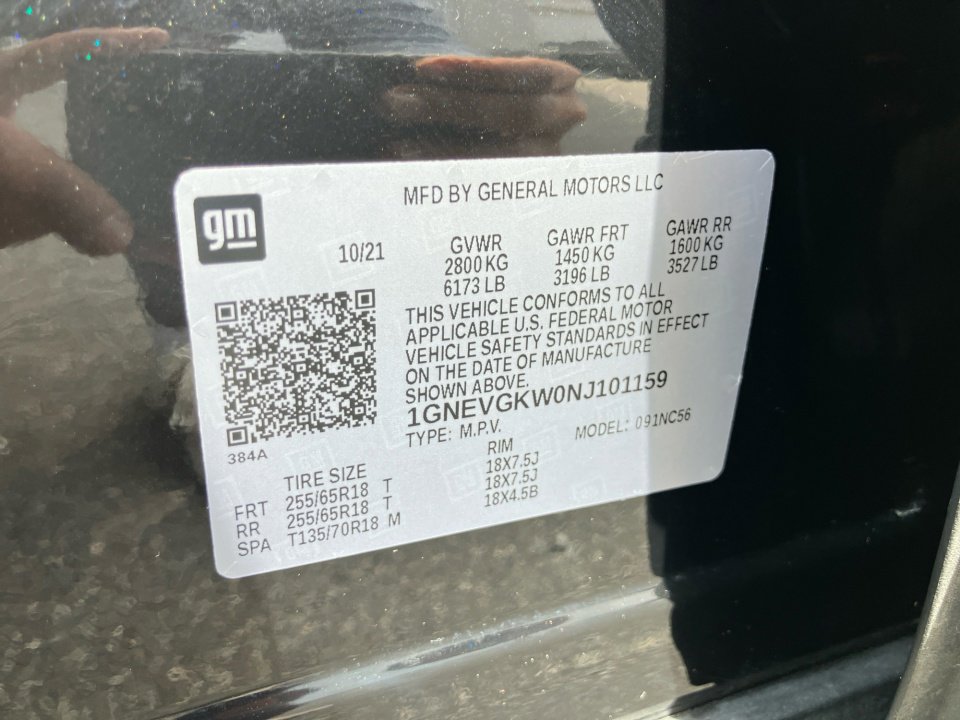 gm
MFD BY GENERAL MOTORS LLC
10/21
GVWR
2800 KG
6173 LB
GAWR FRT
1450 KG
3196 LB
GAWR RR
1600 KG
3527 LB
THIS VEHICLE CONFORMS TO ALL
APPLICABLE U.S. FEDERAL MOTOR
VEHICLE SAFETY STANDARDS IN EFFECT
ON THE DATE OF MANUFACTURE
SHOWN ABOVE.
1GNEVGKW0NJ101159
TYPE: M.P.V. MODEL: 091NC56
384A
TIRE SIZE RIM
FRT 255/65R18 T 18X7.5J
RR 255/65R18 T 18X7.5J
SPA T135/70R18 M 18X4.5B